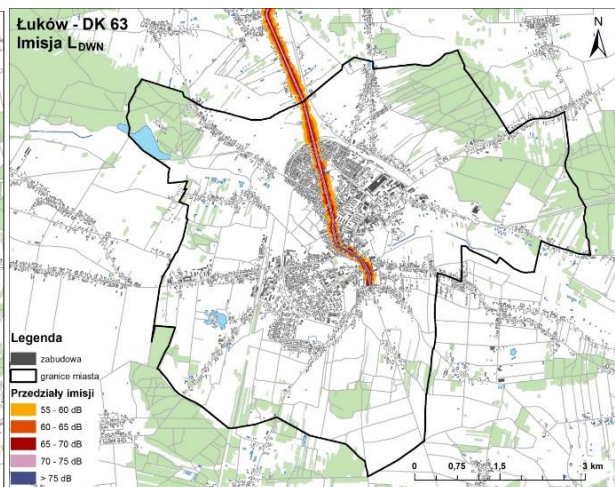 Łuków - DK 63
Imisja LDWN
N
Legenda
zabudowa
granice miasta
Przedziały imisji
55 - 60 dB
60 - 65 dB
65 - 70 dB
70 - 75 dB
> 75 dB
0 0,75 1,5 3 km